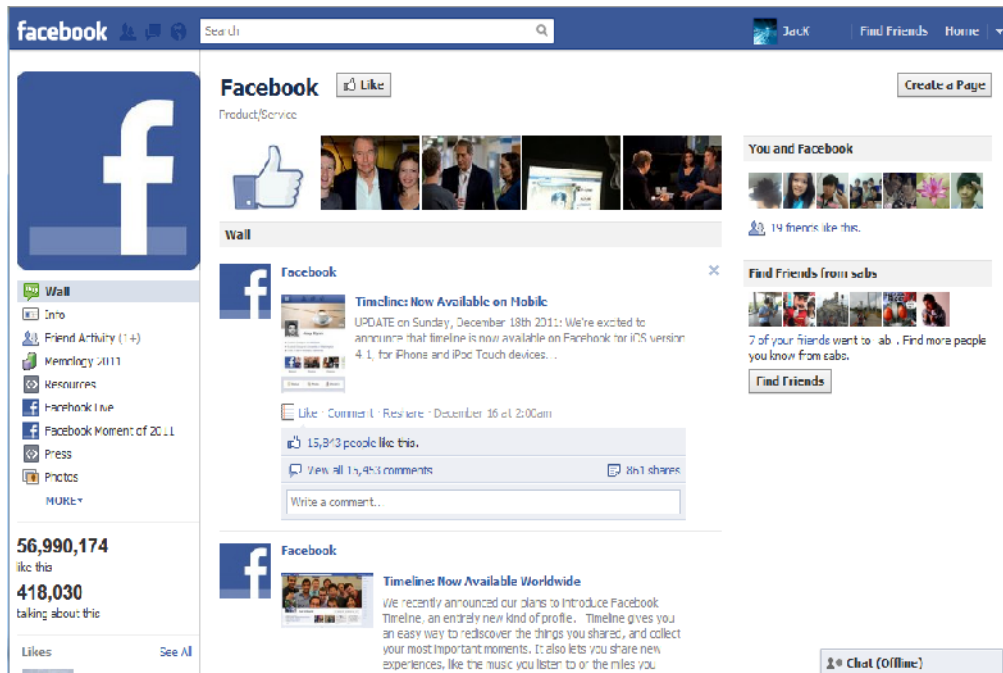 facebook
Search
JacK
Find Friends
Home
Facebook
Like
Create a Page
Product/Service
You and Facebook
19 friends like this.
Wall
Find Friends from sabs
7 of your friends went to ab . Find more people
you know from sabs.
Find Friends
Wall
Info
Friend Activity (1+)
Memology 2011
Resources
Facebook Live
Facebook Moment of 2011
Press
Photos
MORE
56,990,174
like this
418,030
talking about this
Likes
See All
Facebook
Timeline: Now Available on Mobile
UPDATE on Sunday, December 18th 2011: We're excited to
announce that timeline is now available on Facebook for iOS version
4.1, for iPhone and iPod Touch devices...
Like · Comment · Reshare · December 16 at 2:00am
15,843 people like this.
View all 15,453 comments
861 shares
Write a comment...
Facebook
Timeline: Now Available Worldwide
We recently announced our plans to introduce Facebook
Timeline, an entirely new kind of profile. Timeline gives you
an easy way to rediscover the things you shared, and collect
your most important moments. It also lets you share new
experiences, like the music you listen to or the miles you
Chat (Offline)